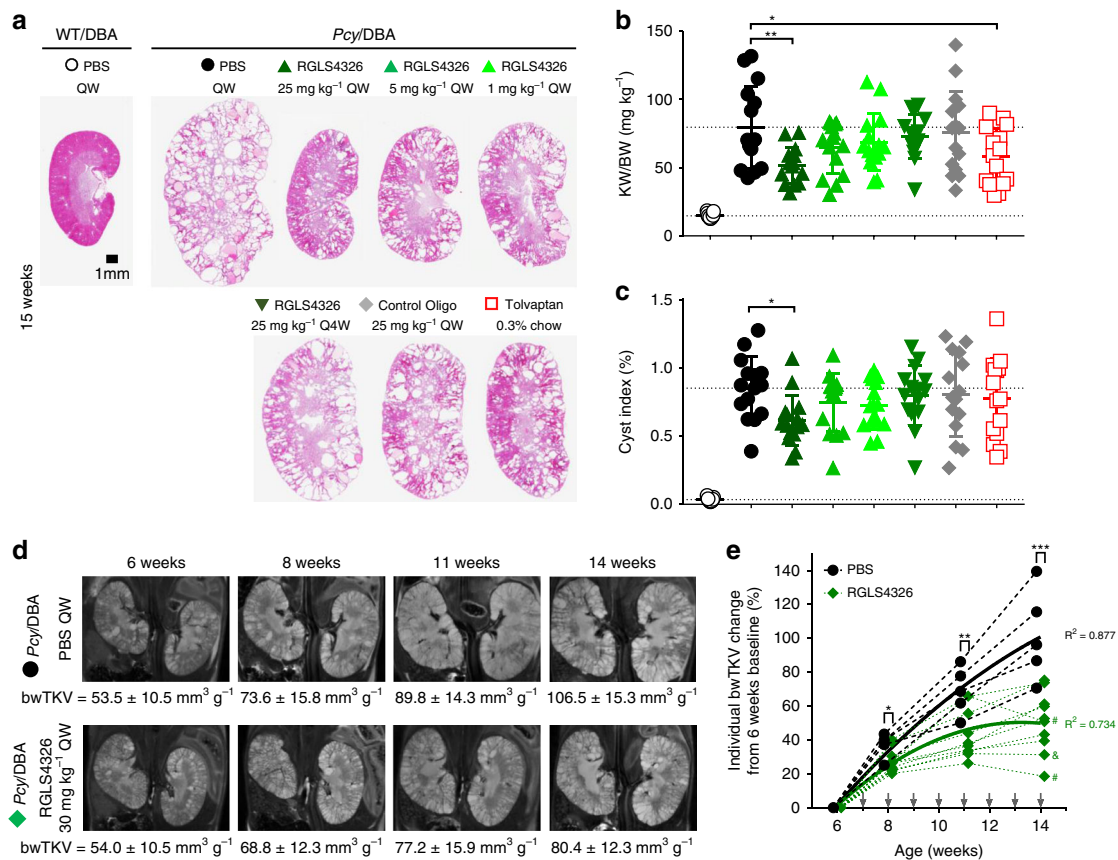 a
WT/DBA
Pcy/DBA
PBS
QW
PBS
QW
RGLS4326
25 mg kg⁻¹ QW
RGLS4326
5 mg kg⁻¹ QW
RGLS4326
1 mg kg⁻¹ QW
15 weeks
1mm
RGLS4326
25 mg kg⁻¹ Q4W
Control Oligo
25 mg kg⁻¹ QW
Tolvaptan
0.3% chow
b
*
**
KW/BW (mg kg⁻¹)
150
100
50
0
c
*
Cyst index (%)
1.5
1.0
0.5
0.0
d
6 weeks
8 weeks
11 weeks
14 weeks
Pcy/DBA
PBS QW
bwTKV = 53.5 ± 10.5 mm³ g⁻¹
73.6 ± 15.8 mm³ g⁻¹
89.8 ± 14.3 mm³ g⁻¹
106.5 ± 15.3 mm³ g⁻¹
Pcy/DBA
RGLS4326
30 mg kg⁻¹ QW
bwTKV = 54.0 ± 10.5 mm³ g⁻¹
68.8 ± 12.3 mm³ g⁻¹
77.2 ± 15.9 mm³ g⁻¹
80.4 ± 12.3 mm³ g⁻¹
e
PBS
RGLS4326
Individual bwTKV change
from 6 weeks baseline (%)
140
120
100
80
60
40
20
0
*
**
***
R² = 0.877
#
R² = 0.734
&
#
6
8
10
12
14
Age (weeks)